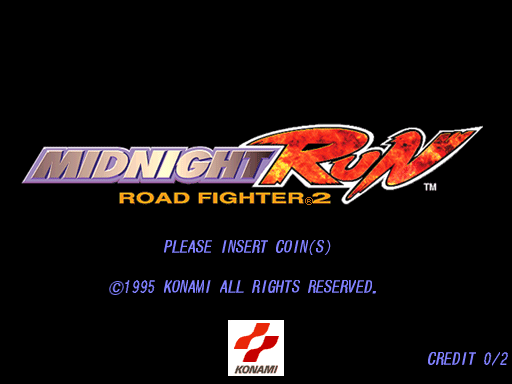 MIDNIGHT RUN ™
ROAD FIGHTER® 2
PLEASE INSERT COIN(S)
©1995 KONAMI ALL RIGHTS RESERVED.
KONAMI
CREDIT 0/2